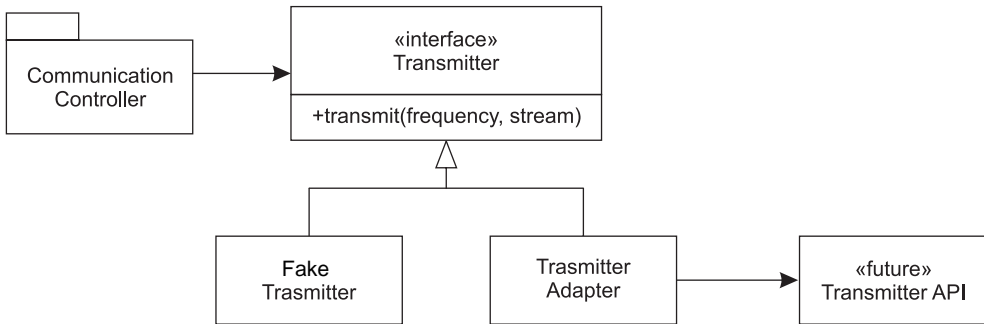 «interface»
Transmitter
Communication
Controller
+transmit(frequency, stream)
Fake
Trasmitter
Trasmitter
Adapter
«future»
Transmitter API